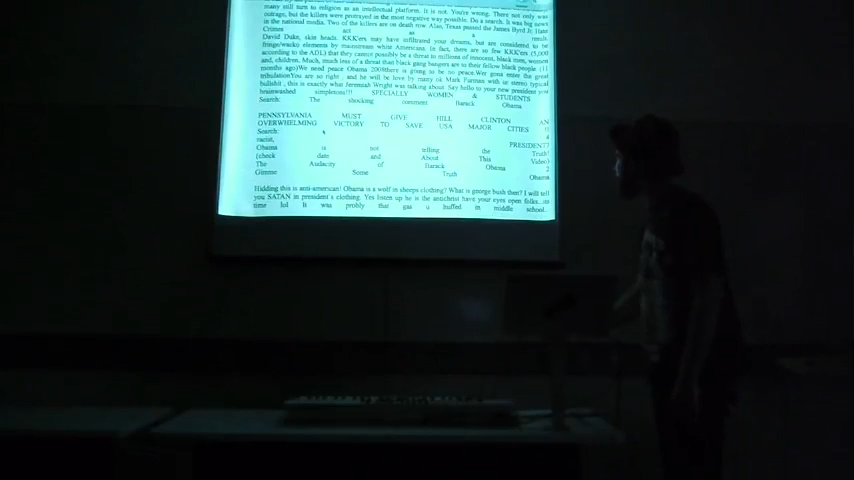 many still turn to religion as an intellectual platform. It is not. You're wrong. There not only was
outrage, but the killers were portrayed in the most negative way possible. Do a search. It was big news
in the national media. Two of the killers are on death row. Also, Texas passed the James Byrd Jr. Hate
Crimes act as a result.
David Duke, skin heads, KKK'ers may have infiltrated your dreams, but are considered to be
fringe/wacko elements by mainstream white Americans. In fact, there are so few KKK'ers (5,000
according to the ADL) that they cannot possibly be a threat to millions of innocent, black men, women
and, children. Much, much less of a threat than black gang bangers are to their fellow black people (11
months ago)We need peace Obama 2008there is going to be no peace.Wer gona enter the great
tribulationYou are so right , and he will be love by many ok Mark Furman with ur stereo typical
bullshit , this is exactly what Jeremiah Wright was talking about Say hello to your new president you
brainwashed simpletons!!! SPECIALLY WOMEN & STUDENTS
Search: The shocking comment Barack Obama
PENNSYLVANIA MUST GIVE HILL CLINTON AN
OVERWHELMING VICTORY TO SAVE USA MAJOR CITIES !!
Search: 4
racist, PRESIDENT?
Obama is not telling the Truth!
(check date and About This Video)
The Audacity of Barack Obama 2
Gimme Some Truth Obama
Hidding this is anti-american! Obama is a wolf in sheeps clothing? What is george bush then? I will tell
you SATAN in president's clothing. Yes listen up he is the antichrist have your eyes open folks...
time lol It was probly that gas u huffed in middle school.